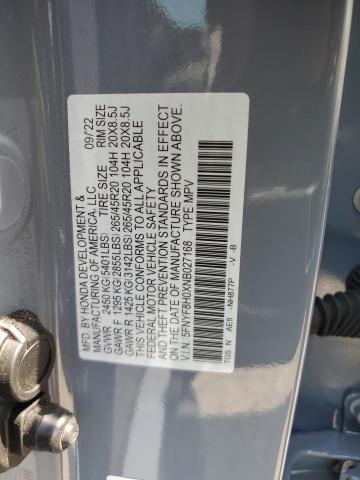 MFD BY HONDA DEVELOPMENT & 09/22
MANUFACTURING OF AMERICA, LLC
TIRE SIZE RIM SIZE
GVWR 2450 KG(5401LBS)
GAWR F 1295 KG(2855LBS) 265/45R20 104H 20X8.5J
GAWR R 1425 KG(3142LBS) 265/45R20 104H 20X8.5J
THIS VEHICLE CONFORMS TO ALL APPLICABLE
FEDERAL MOTOR VEHICLE SAFETY
AND THEFT PREVENTION STANDARDS IN EFFECT
ON THE DATE OF MANUFACTURE SHOWN ABOVE.
V.I.N. 5FNYF8H0XNB027168 TYPE:MPV
TGS N AE5 -NH877P -V -B